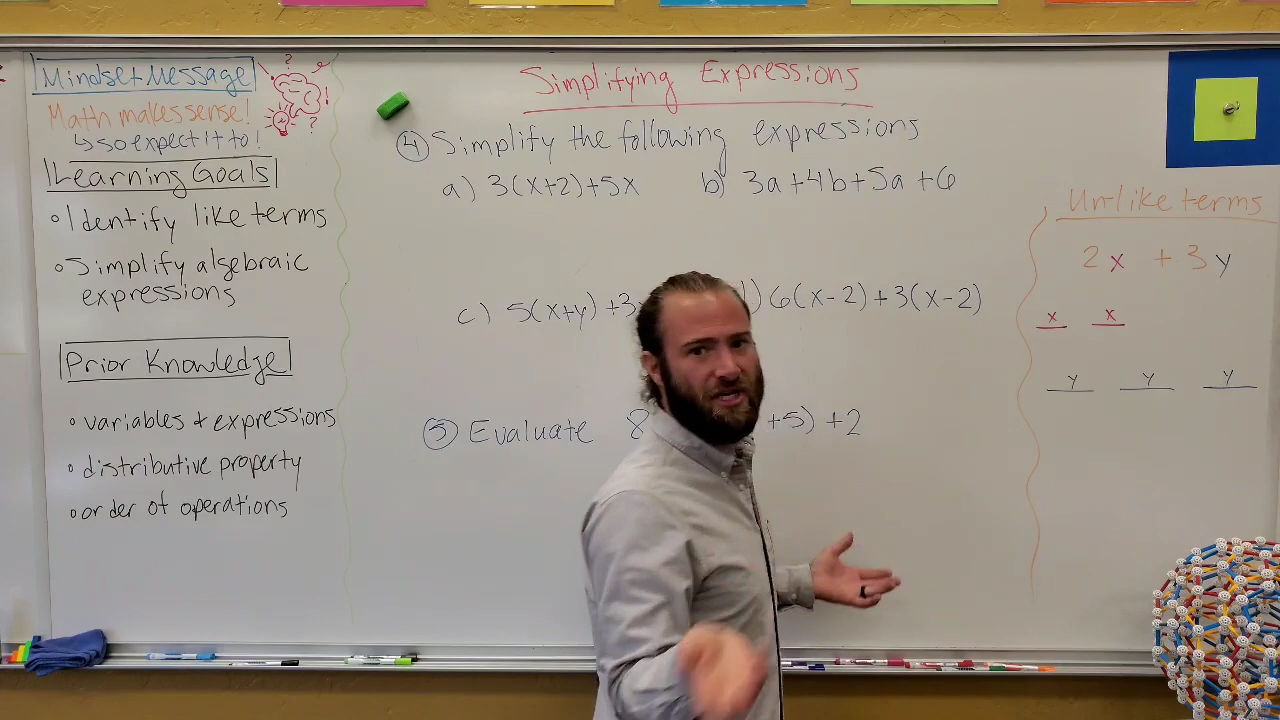 Mindset Message
Math makes sense!
↳ so expect it to!
Learning Goals
• Identify like terms
• Simplify algebraic
expressions
Prior Knowledge
• variables + expressions
• distributive property
• order of operations
Simplifying Expressions
④ Simplify the following expressions
a) 3(x+2)+5x b) 3a+4b+5a+6
c) 5(x+y)+3 ) 6(x-2)+3(x-2)
⑤ Evaluate 8 +5)+2
Unlike terms
2x + 3y
x x
y y y